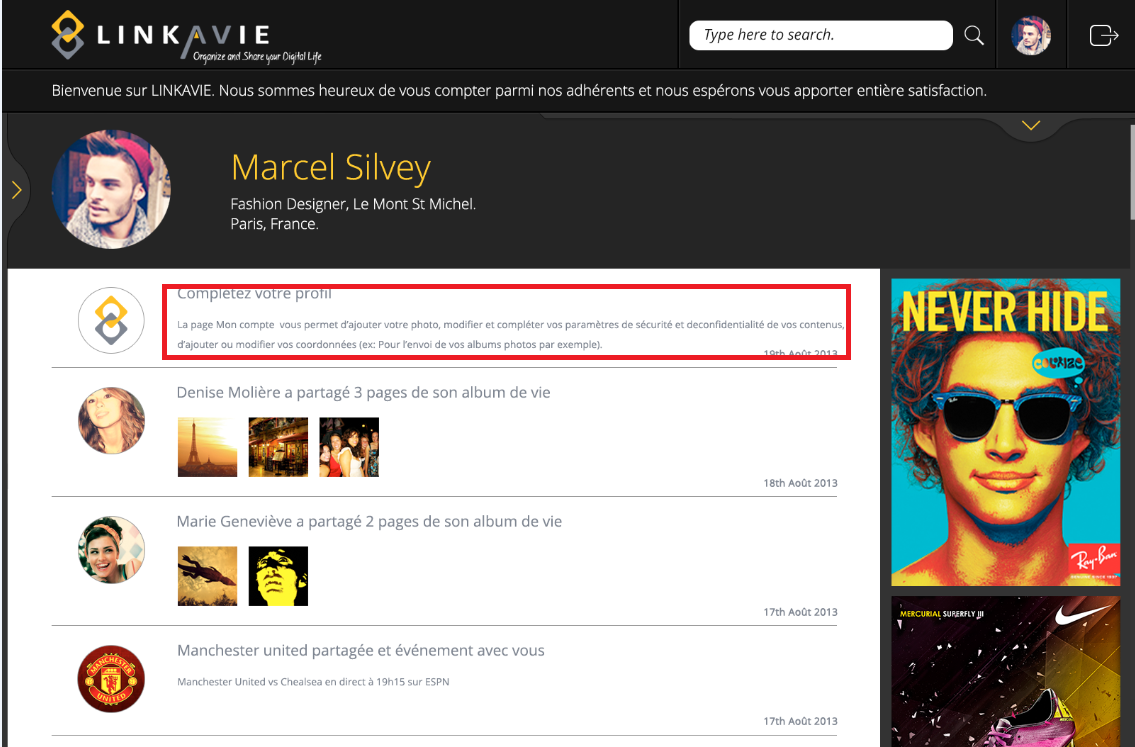 LINKAVIE
Organize and Share your Digital Life
Type here to search.
Bienvenue sur LINKAVIE. Nous sommes heureux de vous compter parmi nos adhérents et nous espérons vous apporter entière satisfaction.
Marcel Silvey
Fashion Designer, Le Mont St Michel.
Paris, France.
Complétez votre profil
La page Mon compte vous permet d'ajouter votre photo, modifier et compléter vos paramètres de sécurité et deconfidentialité de vos contenus,
d'ajouter ou modifier vos coordonnées (ex: Pour l'envoi de vos albums photos par exemple).
19th Août 2013
Denise Molière a partagé 3 pages de son album de vie
18th Août 2013
Marie Geneviève a partagé 2 pages de son album de vie
17th Août 2013
MANCHESTER
UNITED
Manchester united partagée et événement avec vous
Manchester United vs Chealsea en direct à 19h15 sur ESPN
17th Août 2013
NEVER HIDE
COLORIZE
Ray-Ban
MERCURIAL SUPERFLY III